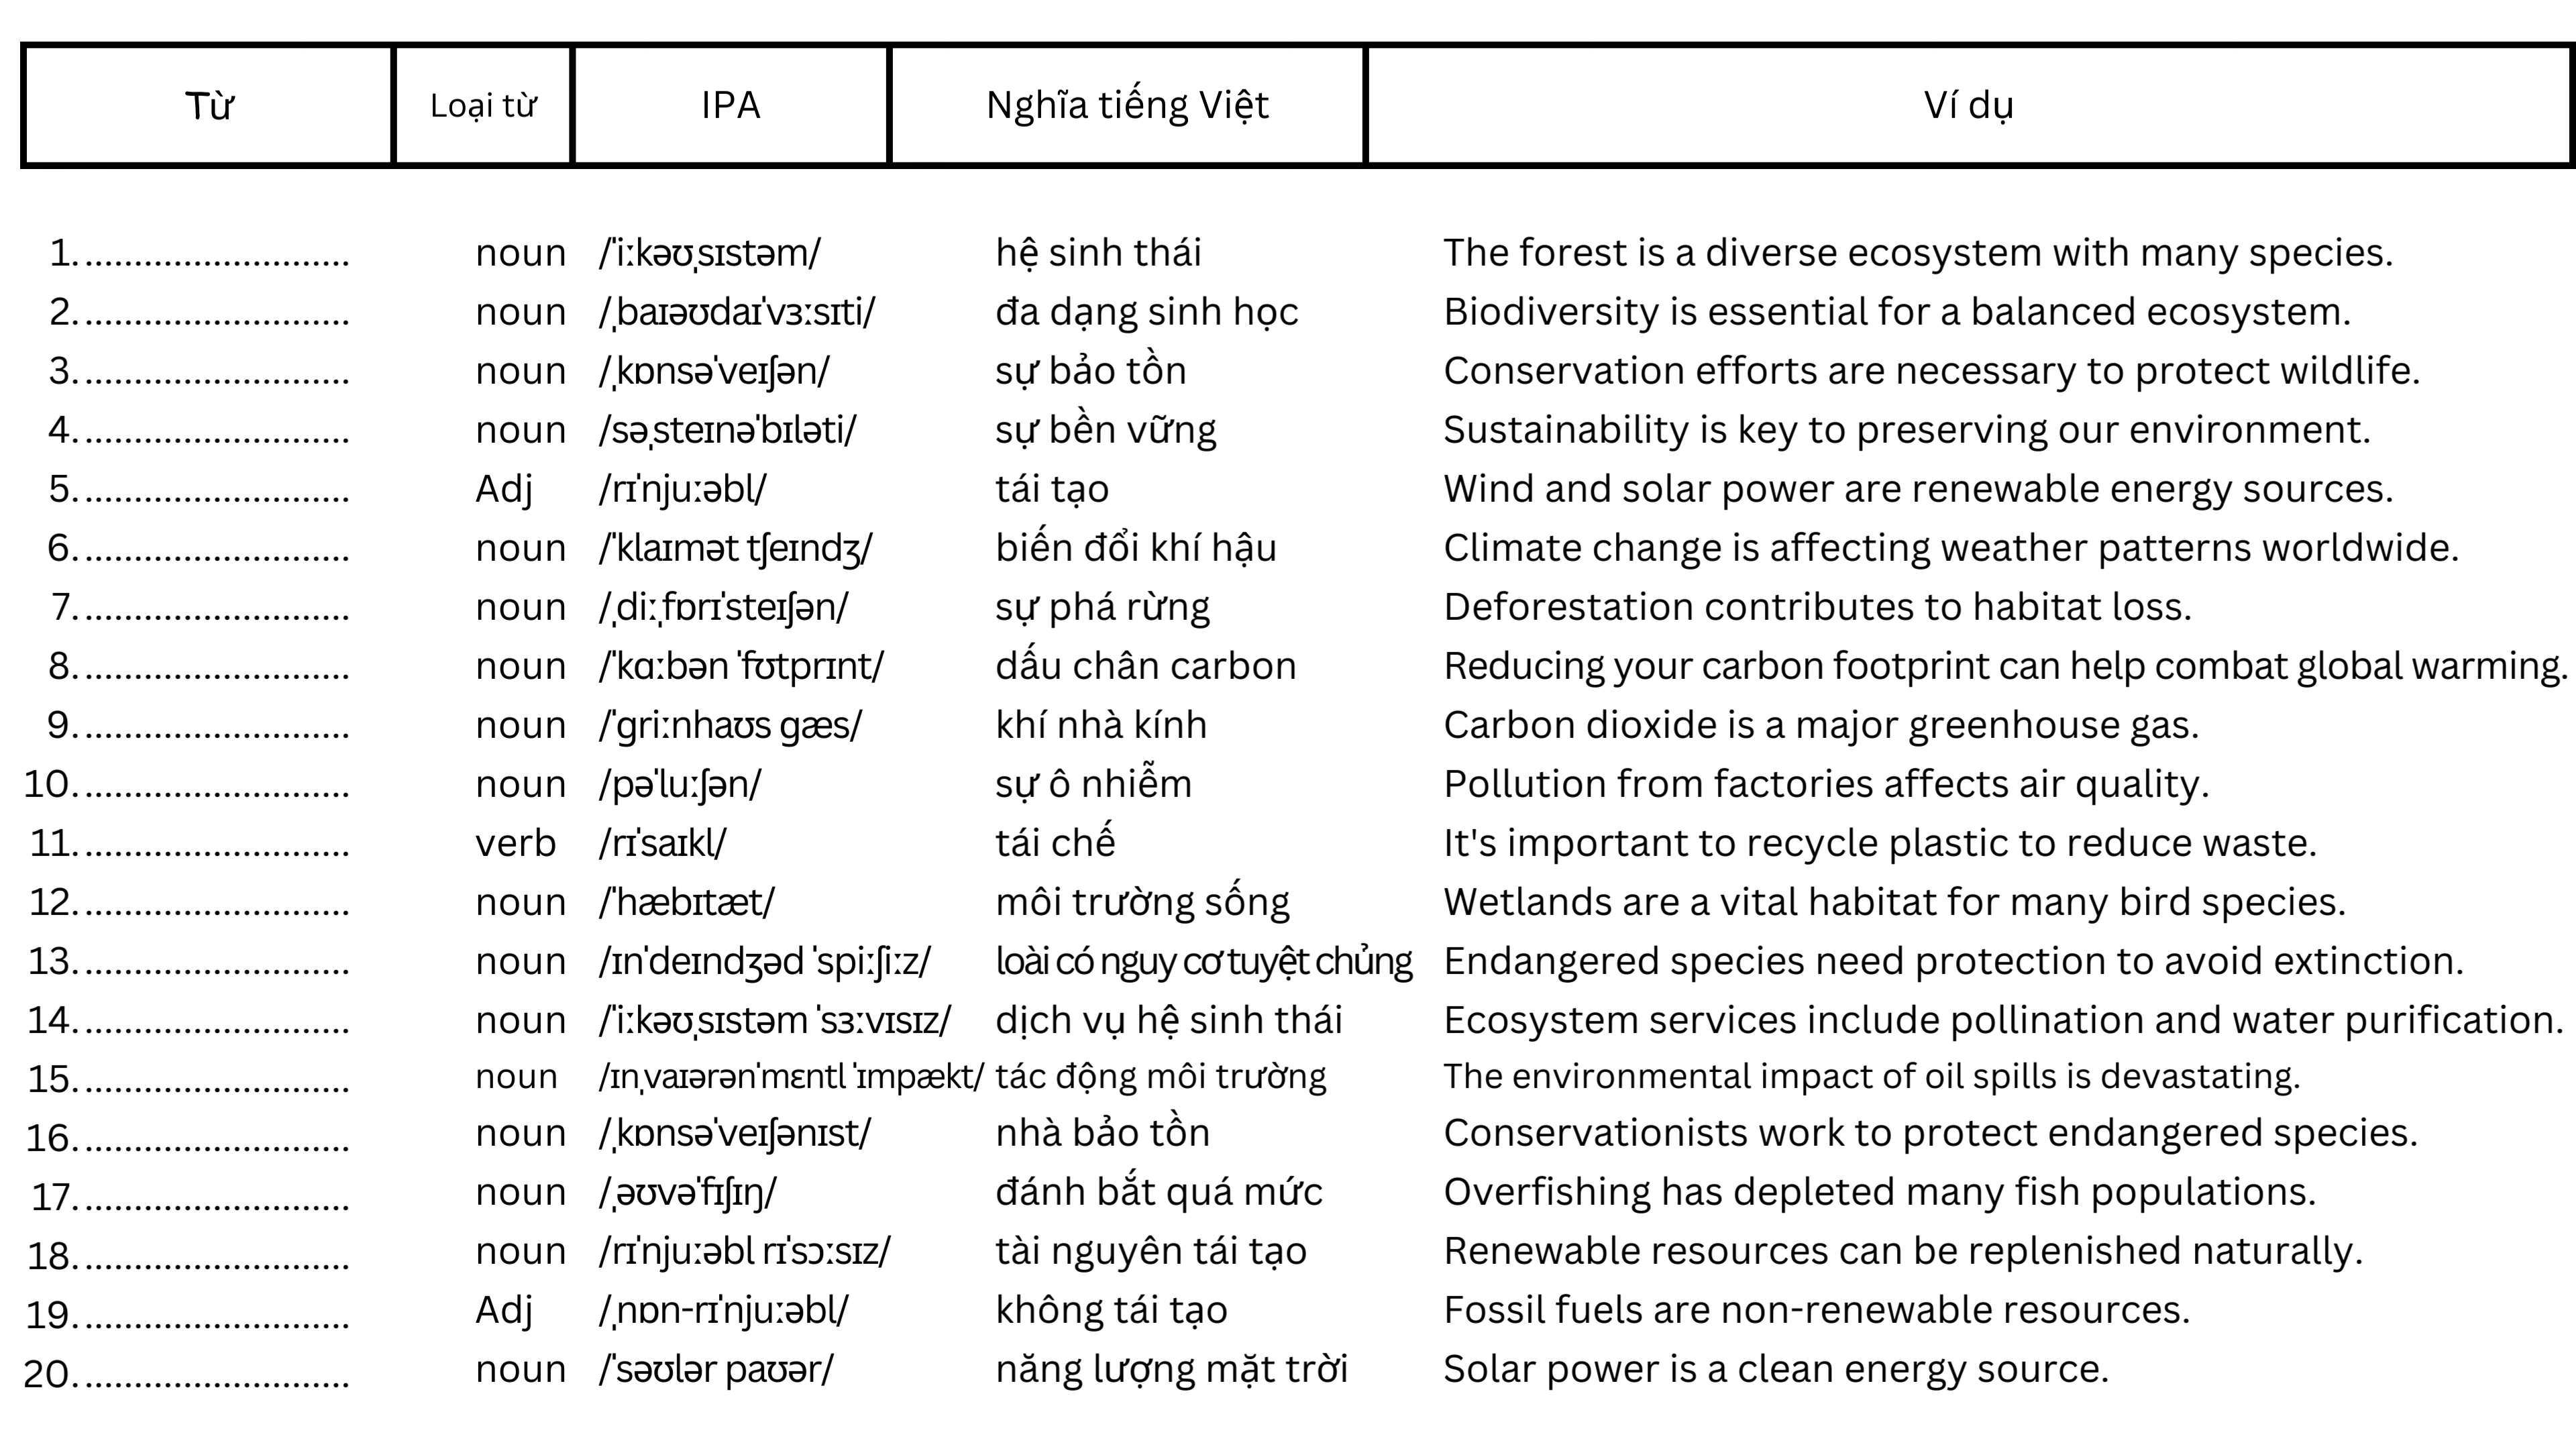 Từ Loại từ IPA Nghĩa tiếng Việt Ví dụ
1........................... noun /ˈiːkəʊˌsɪstəm/ hệ sinh thái The forest is a diverse ecosystem with many species.
2........................... noun /ˌbaɪəʊdaɪˈvɜːsɪti/ đa dạng sinh học Biodiversity is essential for a balanced ecosystem.
3........................... noun /ˌkɒnsəˈveɪʃən/ sự bảo tồn Conservation efforts are necessary to protect wildlife.
4........................... noun /səˌsteɪnəˈbɪləti/ sự bền vững Sustainability is key to preserving our environment.
5........................... Adj /rɪˈnjuːəbl/ tái tạo Wind and solar power are renewable energy sources.
6........................... noun /ˈklaɪmət tʃeɪndʒ/ biến đổi khí hậu Climate change is affecting weather patterns worldwide.
7........................... noun /ˌdiːˌfɒrɪˈsteɪʃən/ sự phá rừng Deforestation contributes to habitat loss.
8........................... noun /ˈkɑːbən ˈfʊtprɪnt/ dấu chân carbon Reducing your carbon footprint can help combat global warming.
9........................... noun /ˈgriːnhaʊs gæs/ khí nhà kính Carbon dioxide is a major greenhouse gas.
10........................... noun /pəˈluːʃən/ sự ô nhiễm Pollution from factories affects air quality.
11........................... verb /rɪˈsaɪkl/ tái chế It's important to recycle plastic to reduce waste.
12........................... noun /ˈhæbɪtæt/ môi trường sống Wetlands are a vital habitat for many bird species.
13........................... noun /ɪnˈdeɪndʒəd ˈspiːʃiːz/ loài có nguy cơ tuyệt chủng Endangered species need protection to avoid extinction.
14........................... noun /ˈiːkəʊˌsɪstəm ˈsɜːvɪsɪz/ dịch vụ hệ sinh thái Ecosystem services include pollination and water purification.
15........................... noun /ɪnˌvaɪərənˈmɛntl ˈɪmpækt/ tác động môi trường The environmental impact of oil spills is devastating.
16........................... noun /ˌkɒnsəˈveɪʃənɪst/ nhà bảo tồn Conservationists work to protect endangered species.
17........................... noun /ˌəʊvəˈfɪʃɪŋ/ đánh bắt quá mức Overfishing has depleted many fish populations.
18........................... noun /rɪˈnjuːəbl rɪˈsɔːsɪz/ tài nguyên tái tạo Renewable resources can be replenished naturally.
19........................... Adj /ˌnɒn-rɪˈnjuːəbl/ không tái tạo Fossil fuels are non-renewable resources.
20........................... noun /ˈsəʊlər paʊər/ năng lượng mặt trời Solar power is a clean energy source.